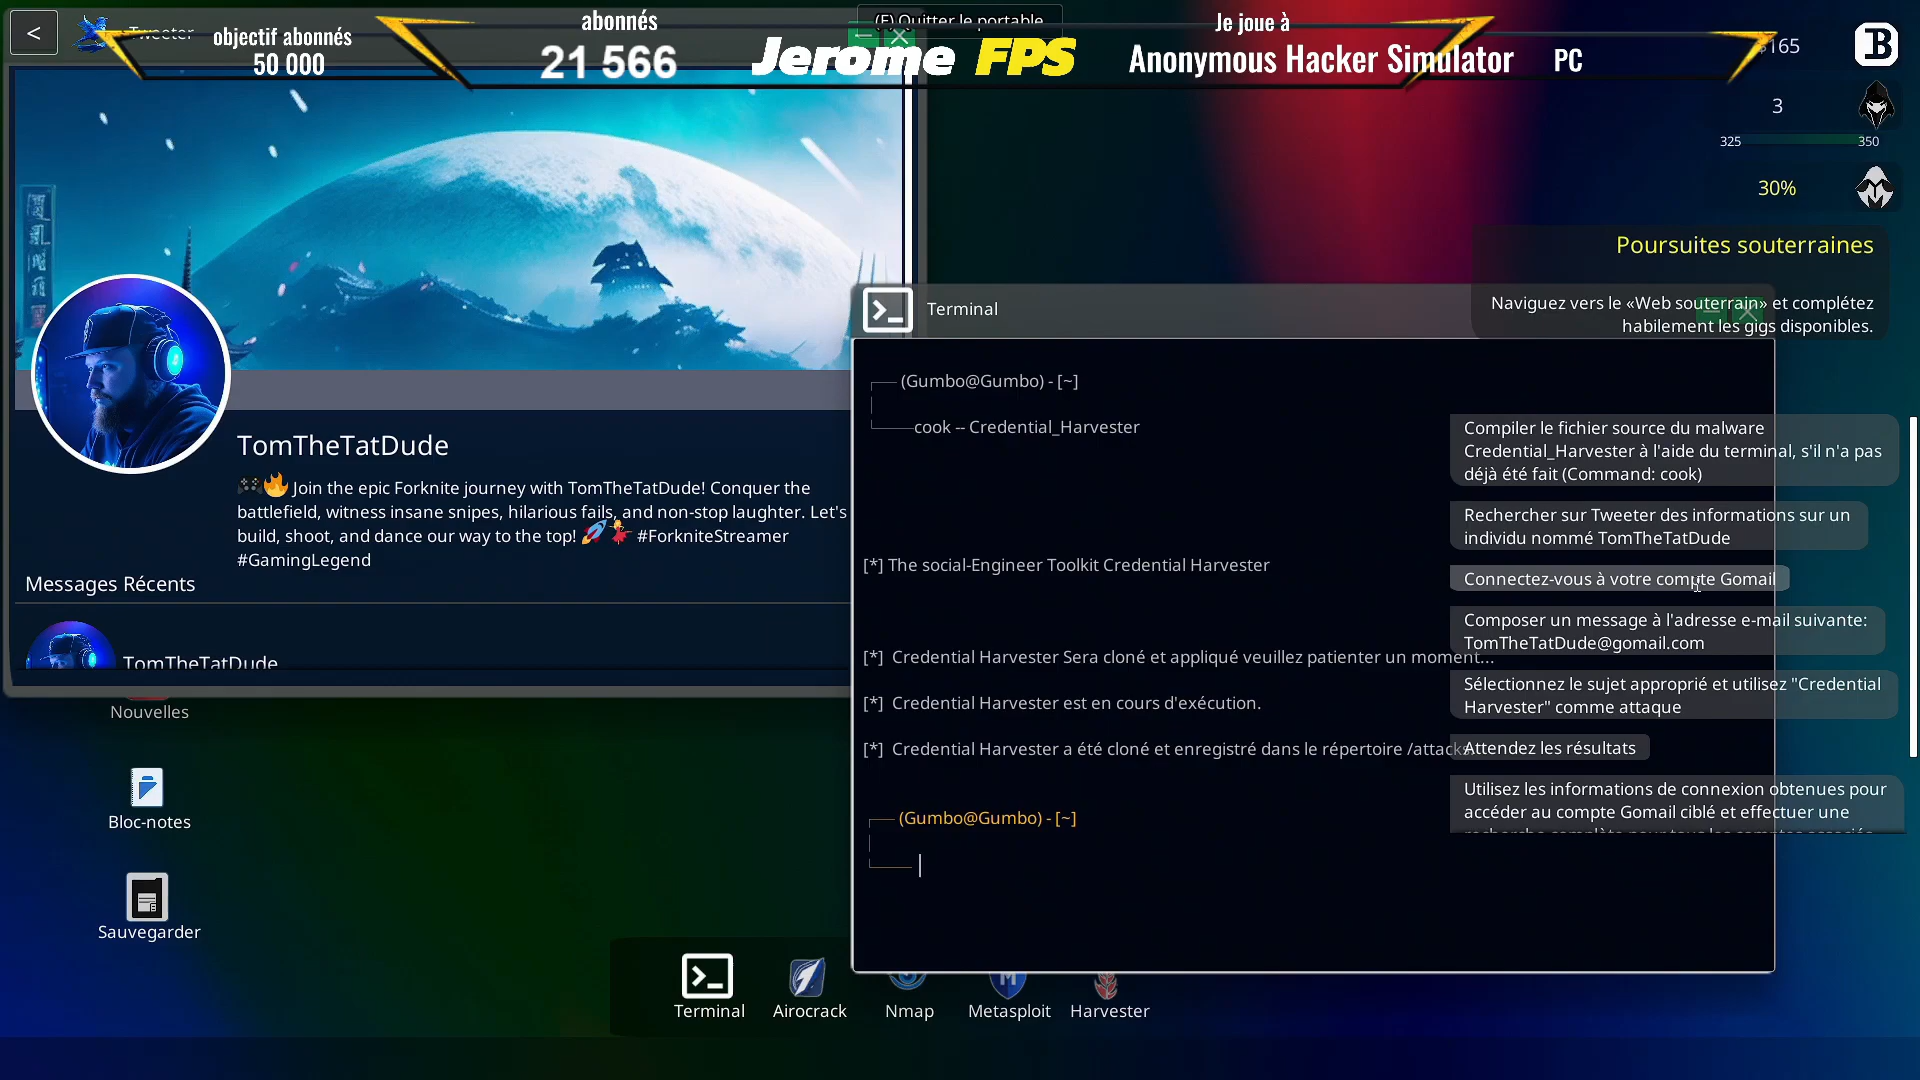 <
Tweeter
objectif abonnés
50 000
abonnés
21 566
(E) Quitter le portable
Jerome FPS
Je joue à
Anonymous Hacker Simulator
PC
165
B
3
325
350
30%
Poursuites souterraines
Naviguez vers le «Web souterrain» et complétez
habilement les gigs disponibles.
TomTheTatDude
Join the epic Forknite journey with TomTheTatDude! Conquer the
battlefield, witness insane snipes, hilarious fails, and non-stop laughter. Let's
build, shoot, and dance our way to the top! #ForkniteStreamer
#GamingLegend
Messages Récents
TomTheTatDude
Terminal
(Gumbo@Gumbo) - [~]
cook -- Credential_Harvester
[*] The social-Engineer Toolkit Credential Harvester
[*] Credential Harvester Sera cloné et appliqué veuillez patienter un moment...
[*] Credential Harvester est en cours d'exécution.
[*] Credential Harvester a été cloné et enregistré dans le répertoire /attacks
(Gumbo@Gumbo) - [~]
Compiler le fichier source du malware
Credential_Harvester à l'aide du terminal, s'il n'a pas
déjà été fait (Command: cook)
Rechercher sur Tweeter des informations sur un
individu nommé TomTheTatDude
Connectez-vous à votre compte Gomail
Composer un message à l'adresse e-mail suivante:
TomTheTatDude@gomail.com
Sélectionnez le sujet approprié et utilisez "Credential
Harvester" comme attaque
Attendez les résultats
Utilisez les informations de connexion obtenues pour
accéder au compte Gomail ciblé et effectuer une
Nouvelles
Bloc-notes
Sauvegarder
Terminal
Airocrack
Nmap
Metasploit
Harvester